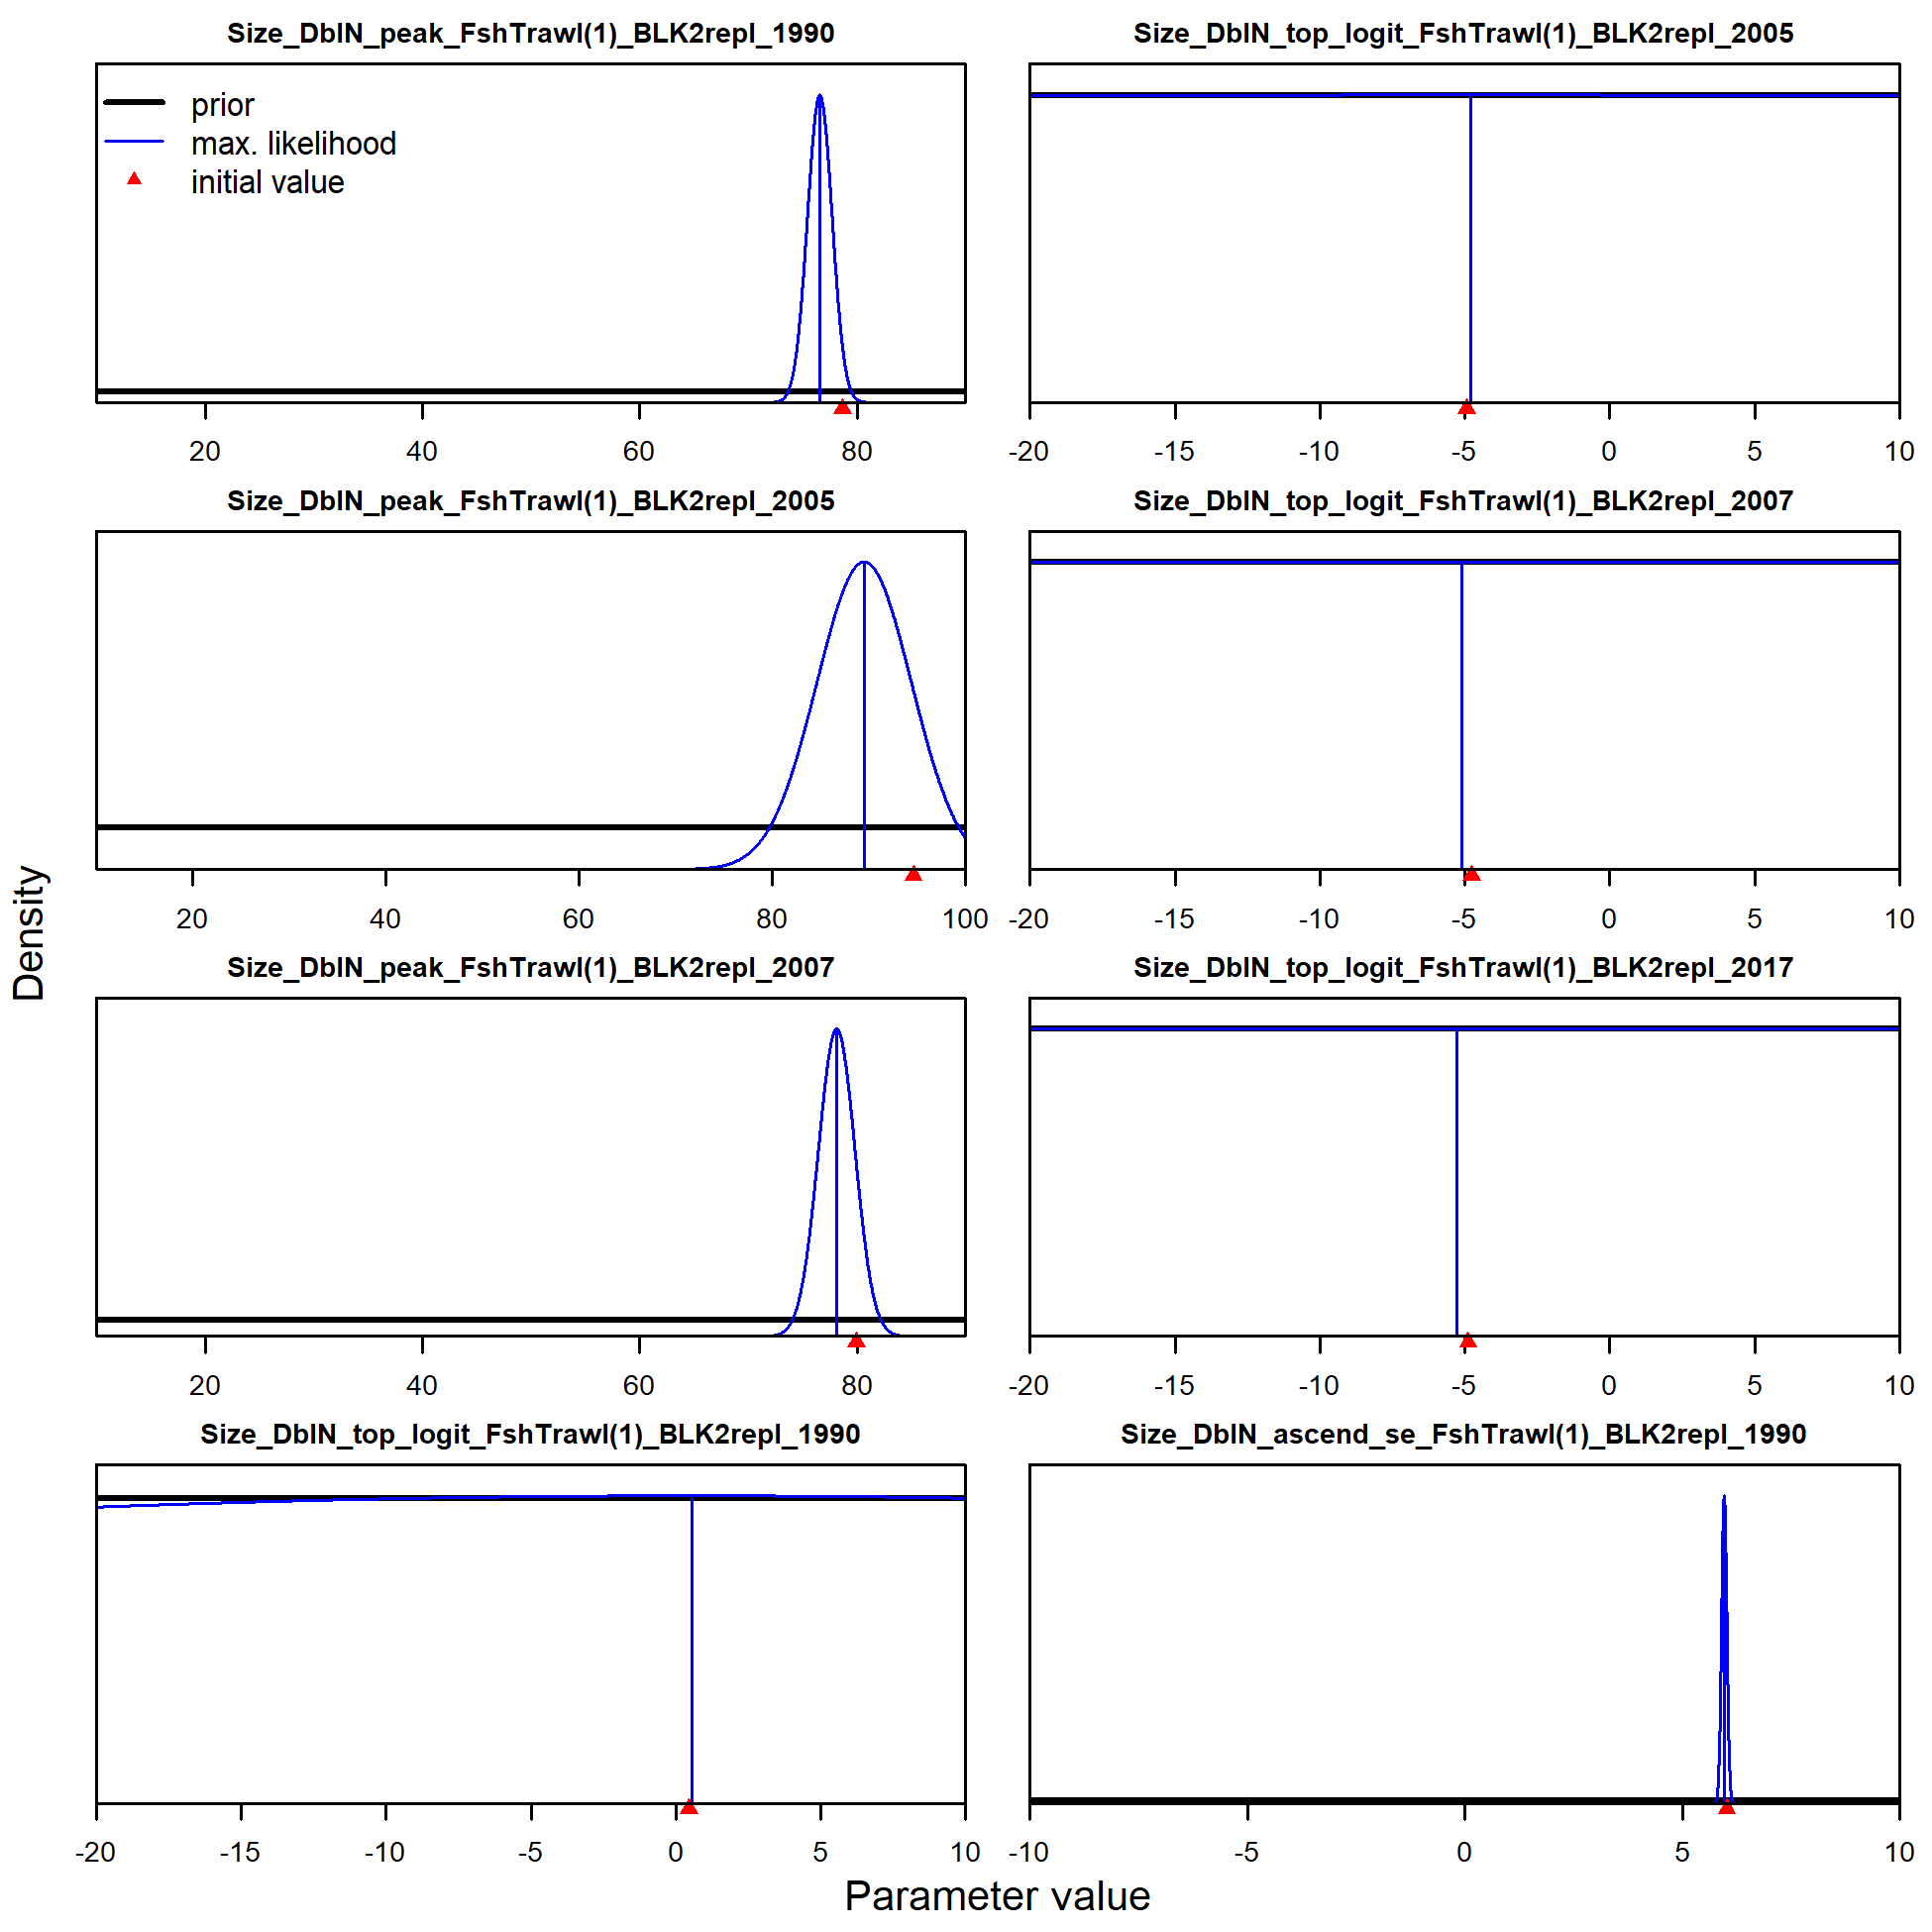 Size_DblN_peak_FshTrawl(1)_BLK2repl_1990
prior
max. likelihood
initial value
20 40 60 80
Size_DblN_top_logit_FshTrawl(1)_BLK2repl_2005
-20 -15 -10 -5 0 5 10
Size_DblN_peak_FshTrawl(1)_BLK2repl_2005
20 40 60 80 100
Size_DblN_top_logit_FshTrawl(1)_BLK2repl_2007
-20 -15 -10 -5 0 5 10
Density
Size_DblN_peak_FshTrawl(1)_BLK2repl_2007
20 40 60 80
Size_DblN_top_logit_FshTrawl(1)_BLK2repl_2017
-20 -15 -10 -5 0 5 10
Size_DblN_top_logit_FshTrawl(1)_BLK2repl_1990
-20 -15 -10 -5 0 5 10
Size_DblN_ascend_se_FshTrawl(1)_BLK2repl_1990
-10 -5 0 5 10
Parameter value